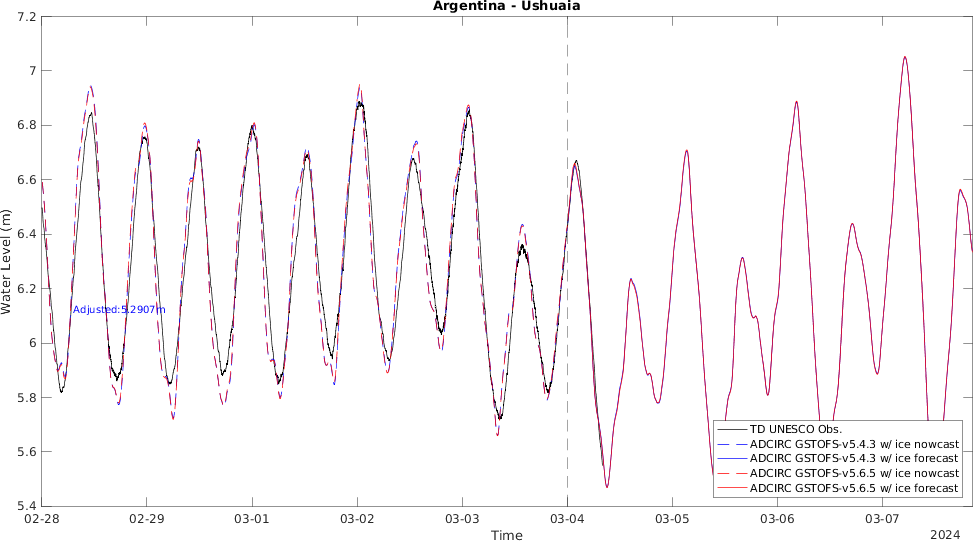 Argentina - Ushuaia
7.2
7
6.8
6.6
6.4
6.2
6
5.8
5.6
5.4
Water Level (m)
Adjusted:5.2907m
TD UNESCO Obs.
ADCIRC GSTOFS-v5.4.3 w/ ice nowcast
ADCIRC GSTOFS-v5.4.3 w/ ice forecast
ADCIRC GSTOFS-v5.6.5 w/ ice nowcast
ADCIRC GSTOFS-v5.6.5 w/ ice forecast
02-28 02-29 03-01 03-02 03-03 03-04 03-05 03-06 03-07
Time
2024